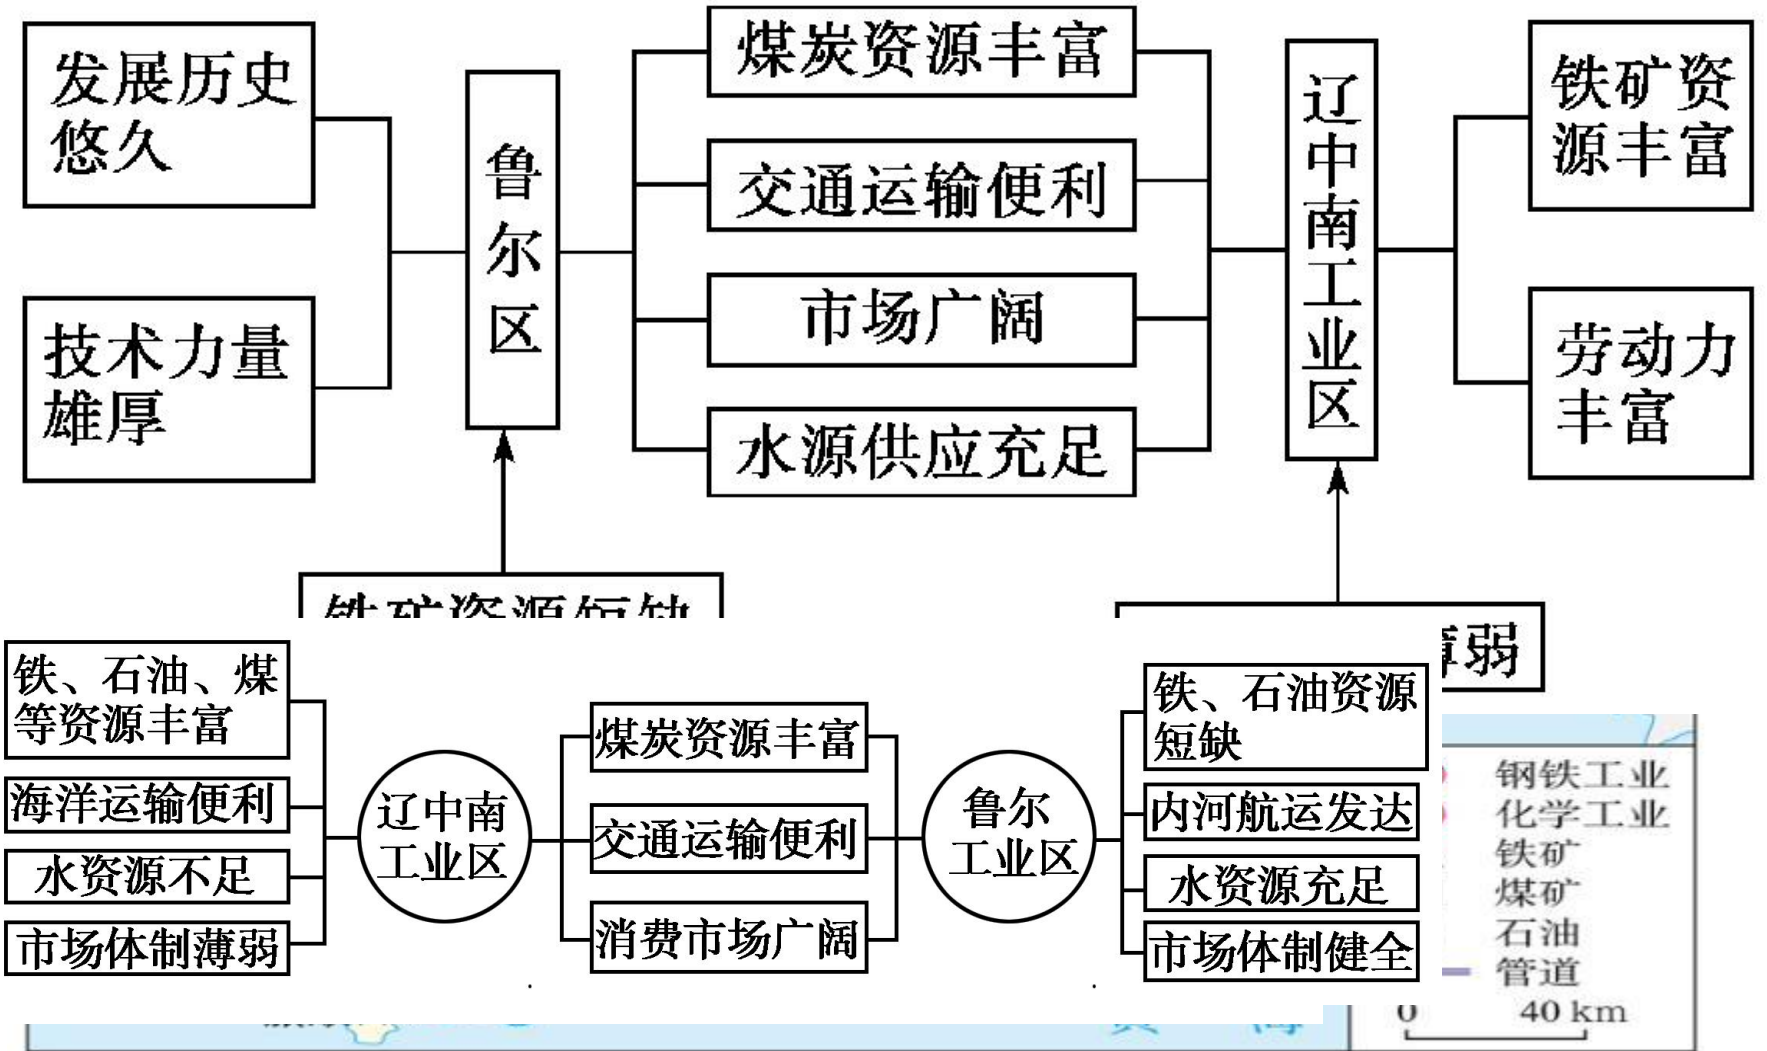 发展历史
悠久
技术力量
雄厚
鲁尔区
煤炭资源丰富
交通运输便利
市场广阔
水源供应充足
辽中南工业区
铁矿资
源丰富
劳动力
丰富
铁矿资源短缺
薄弱
铁、石油、煤
等资源丰富
海洋运输便利
水资源不足
市场体制薄弱
辽中南
工业区
煤炭资源丰富
交通运输便利
消费市场广阔
鲁尔
工业区
铁、石油资源
短缺
内河航运发达
水资源充足
市场体制健全
钢铁工业
化学工业
铁矿
煤矿
石油
管道
0 40 km